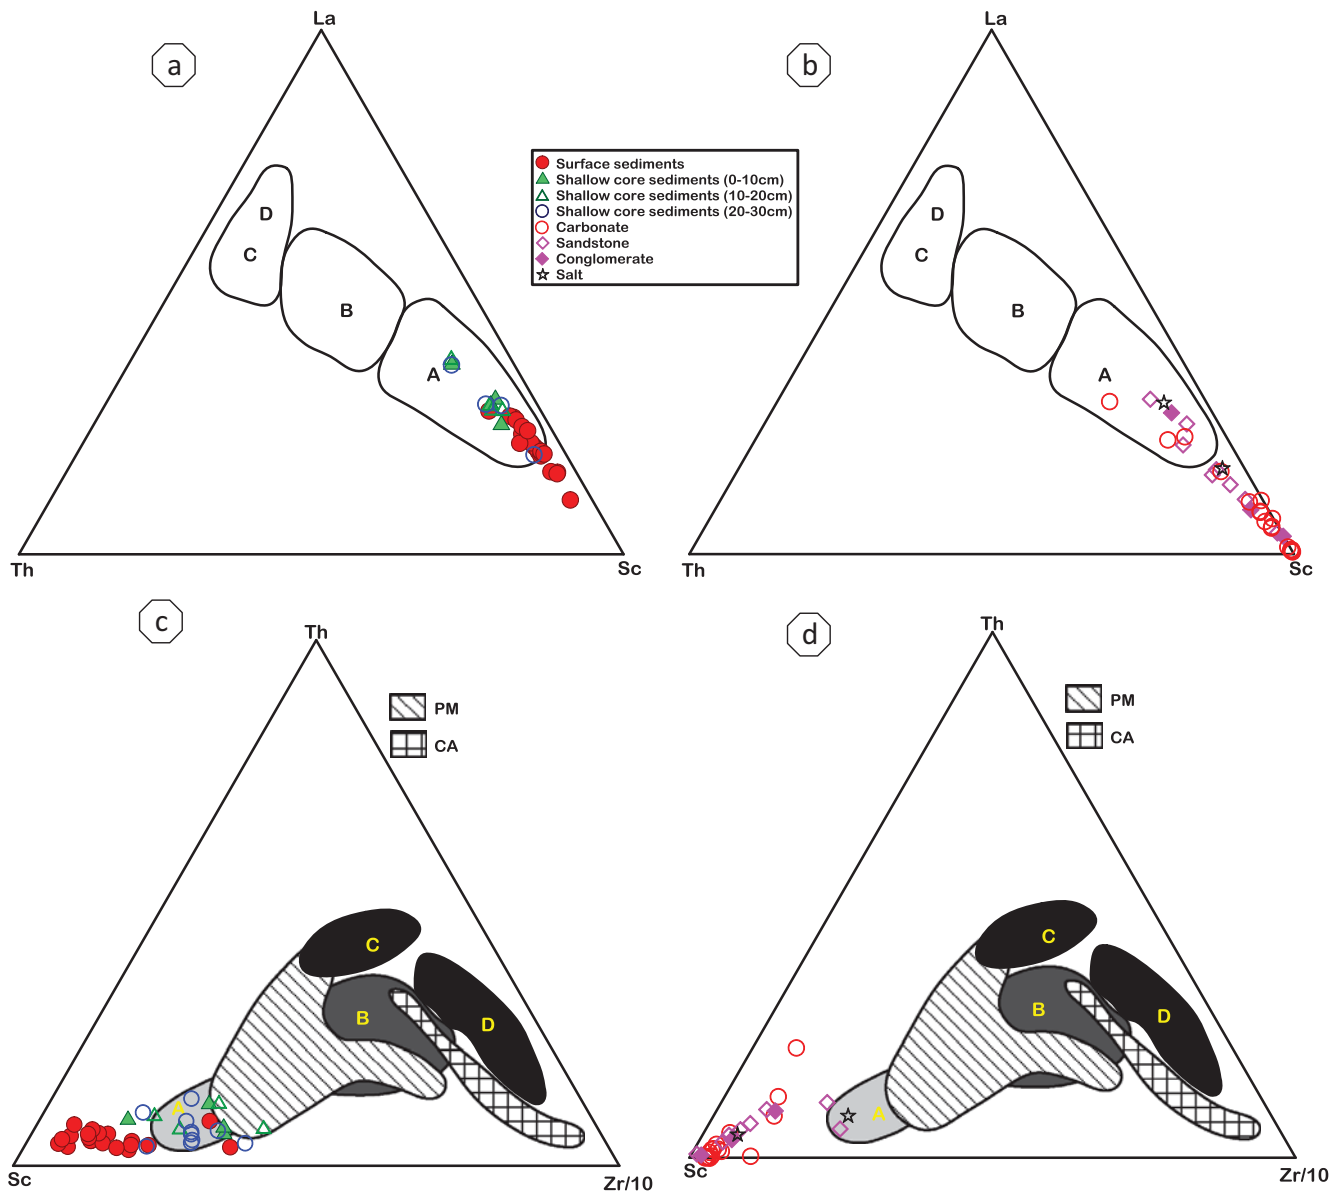 La
La
a
b
Surface sediments
Shallow core sediments (0-10cm)
Shallow core sediments (10-20cm)
Shallow core sediments (20-30cm)
Carbonate
Sandstone
Conglomerate
Salt
D
C
B
A
D
C
B
A
Th
Sc
Th
Sc
c
Th
d
Th
PM
CA
PM
CA
C
B
D
A
C
B
D
A
Sc
Zr/10
Sc
Zr/10